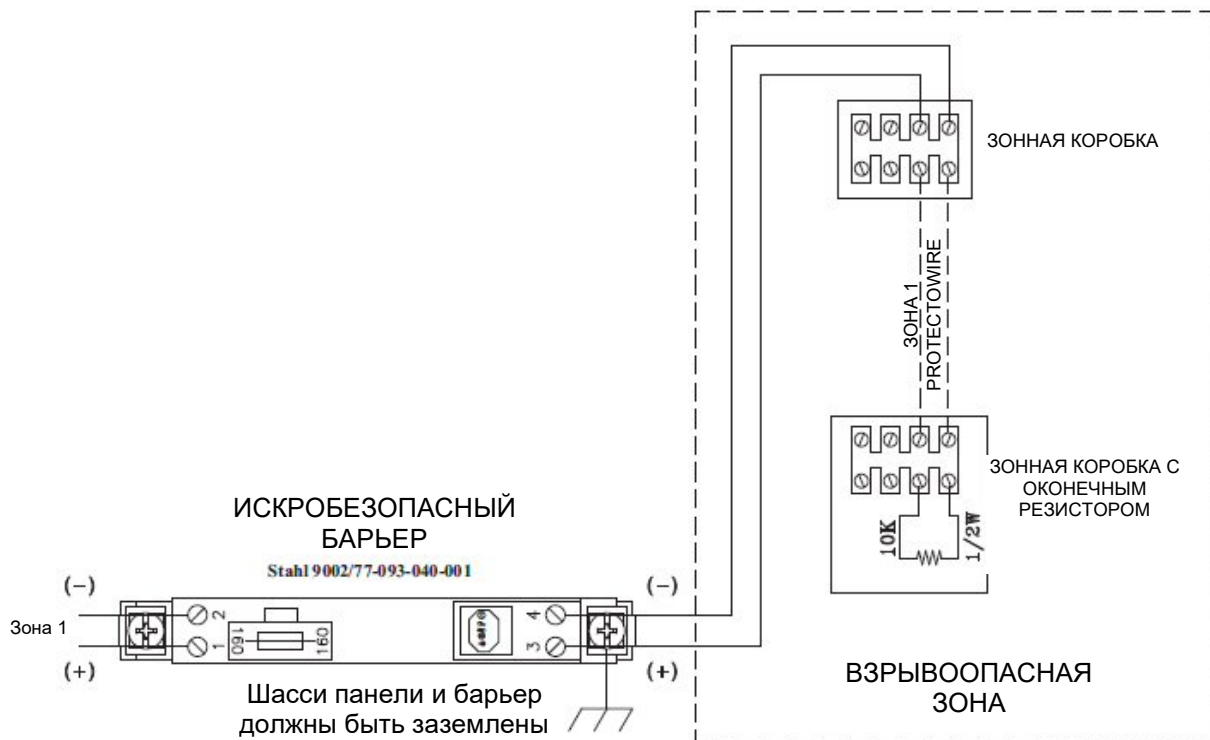 ЗОННАЯ КОРОБКА
ЗОНА 1
PROTECTOWIRE
ЗОННАЯ КОРОБКА С
ОКОНЕЧНЫМ
РЕЗИСТОРОМ
10K
1/2W
ИСКРОБЕЗОПАСНЫЙ
БАРЬЕР
Stahl 9002/77-093-040-001
(–)
(–)
Зона 1
2
1
160
160
4
3
(+)
(+)
Шасси панели и барьер
должны быть заземлены
ВЗРЫВООПАСНАЯ
ЗОНА